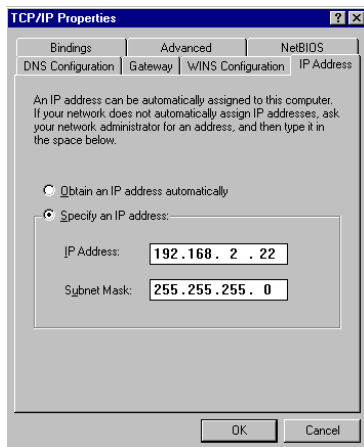 TCP/IP Properties
Bindings Advanced NetBIOS
DNS Configuration Gateway WINS Configuration IP Address
An IP address can be automatically assigned to this computer.
If your network does not automatically assign IP addresses, ask
your network administrator for an address, and then type it in
the space below.
Obtain an IP address automatically
Specify an IP address:
IP Address: 192.168. 2 .22
Subnet Mask: 255.255.255. 0
OK Cancel